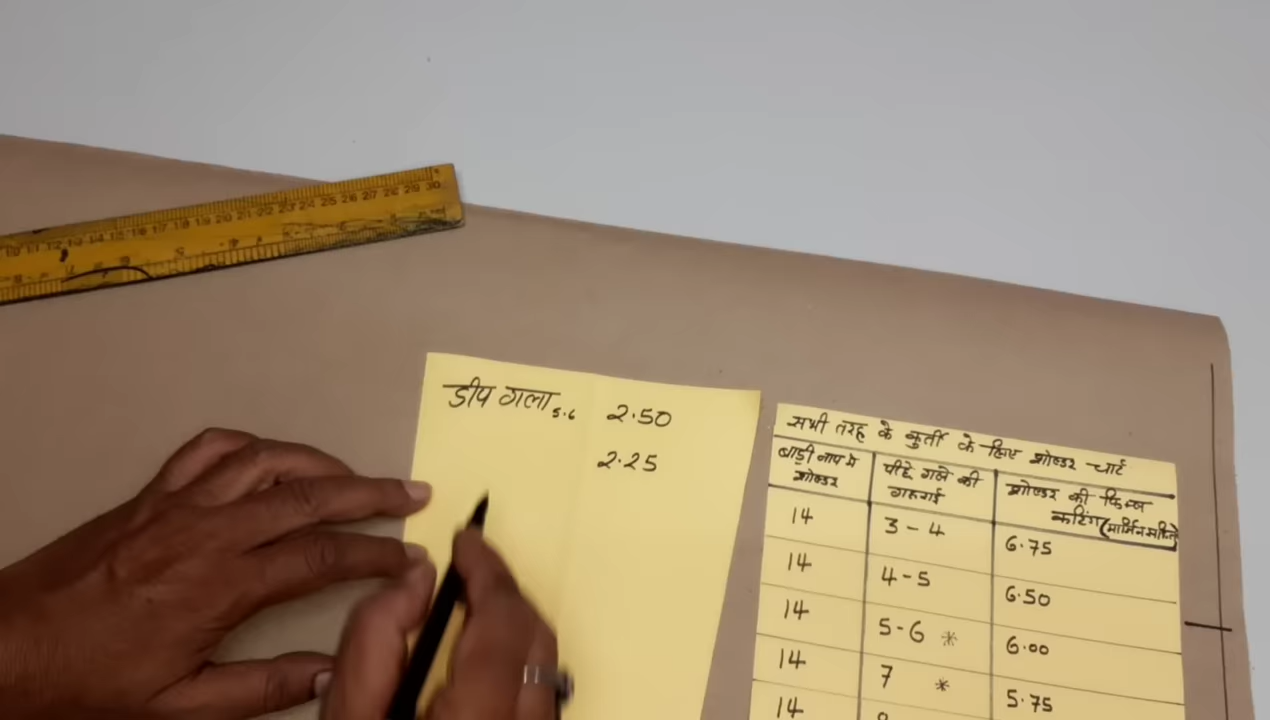 डीप गला 5.6 2.50
2.25
सभी तरह के कुर्ती के लिए शोल्डर चार्ट
बाड़ी नाप मे शोल्डर
पीछे गले की गहराई
शोल्डर की फिक्स कटिंग (मार्जिन सहित)
14 3-4 6.75
14 4-5 6.50
14 5-6 * 6.00
14 7 * 5.75
14